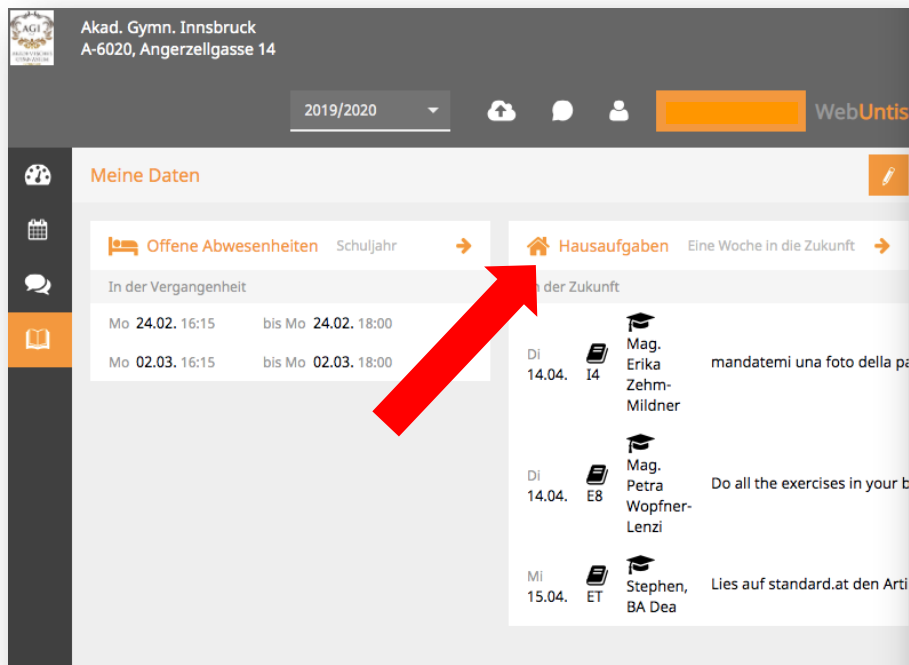 AGI
Akad. Gymn. Innsbruck
A-6020, Angerzellgasse 14
2019/2020
WebUntis
Meine Daten
Offene Abwesenheiten Schuljahr
In der Vergangenheit
Mo 24.02. 16:15 bis Mo 24.02. 18:00
Mo 02.03. 16:15 bis Mo 02.03. 18:00
Hausaufgaben Eine Woche in die Zukunft
der Zukunft
Di
14.04.
I4
Mag.
Erika
Zehm-
Mildner
mandatemi una foto della pa
Di
14.04.
E8
Mag.
Petra
Wopfner-
Lenzi
Do all the exercises in your b
Mi
15.04.
ET
Stephen,
BA Dea
Lies auf standard.at den Arti